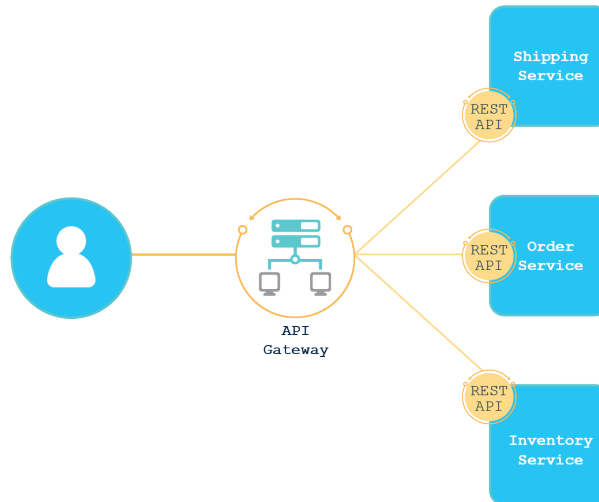 Shipping
Service
REST
API
Order
Service
REST
API
API
Gateway
REST
API
Inventory
Service